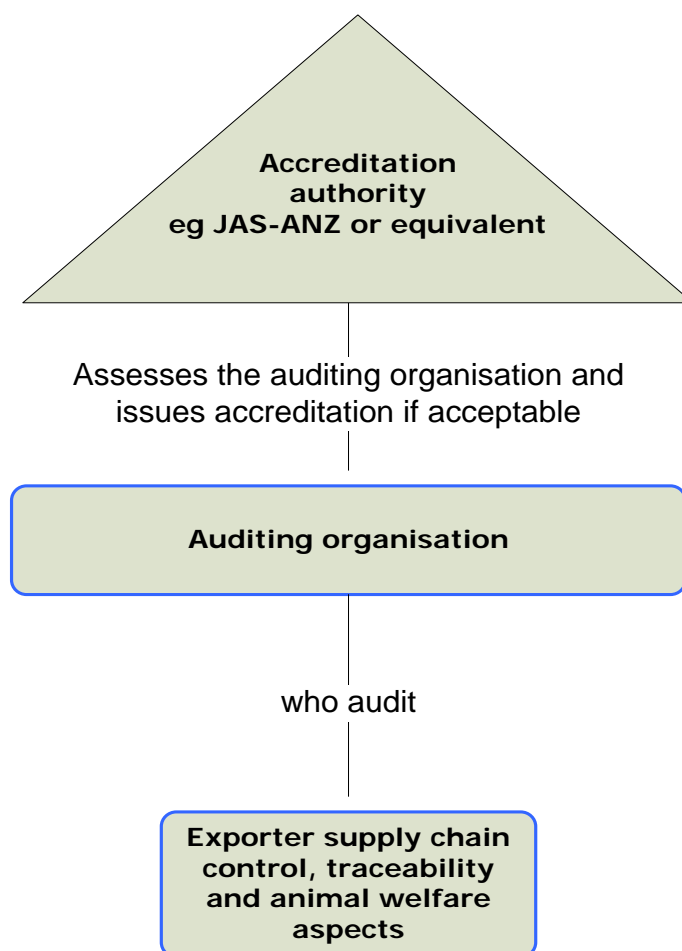 Accreditation
authority
eg JAS-ANZ or equivalent
Assesses the auditing organisation and
issues accreditation if acceptable
Auditing organisation
who audit
Exporter supply chain
control, traceability
and animal welfare
aspects